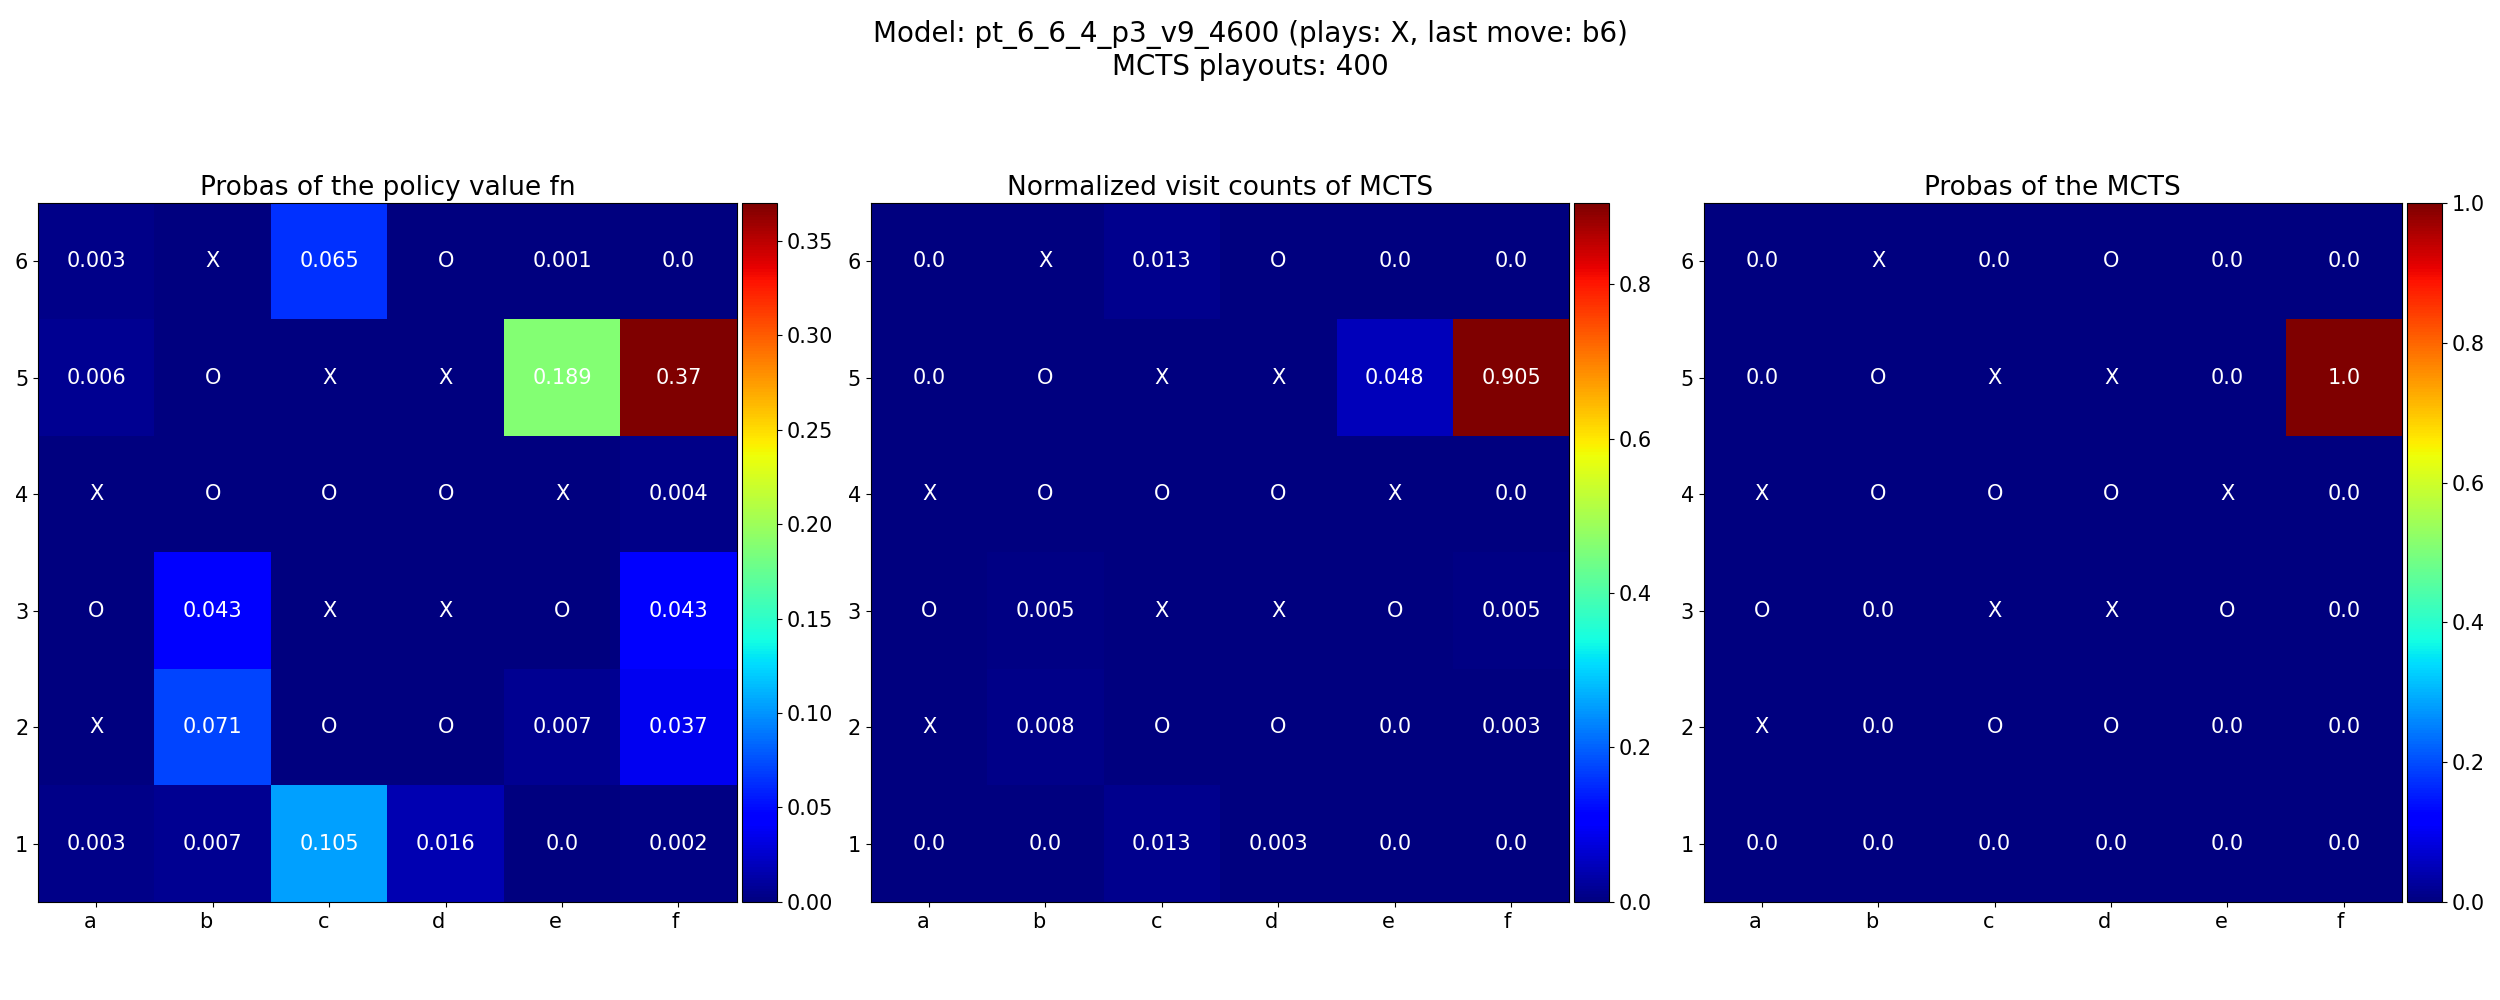 Model: pt_6_6_4_p3_v9_4600 (plays: X, last move: b6)
MCTS playouts: 400
Probas of the policy value fn
6 0.003 X 0.065 O 0.001 0.0
5 0.006 O X X 0.189 0.37
4 X O O O X 0.004
3 O 0.043 X X O 0.043
2 X 0.071 O O 0.007 0.037
1 0.003 0.007 0.105 0.016 0.0 0.002
a b c d e f
0.35
0.30
0.25
0.20
0.15
0.10
0.05
0.00
Normalized visit counts of MCTS
6 0.0 X 0.013 O 0.0 0.0
5 0.0 O X X 0.048 0.905
4 X O O O X 0.0
3 O 0.005 X X O 0.005
2 X 0.008 O O 0.0 0.003
1 0.0 0.0 0.013 0.003 0.0 0.0
a b c d e f
0.8
0.6
0.4
0.2
0.0
Probas of the MCTS
6 0.0 X 0.0 O 0.0 0.0
5 0.0 O X X 0.0 1.0
4 X O O O X 0.0
3 O 0.0 X X O 0.0
2 X 0.0 O O 0.0 0.0
1 0.0 0.0 0.0 0.0 0.0 0.0
a b c d e f
1.0
0.8
0.6
0.4
0.2
0.0